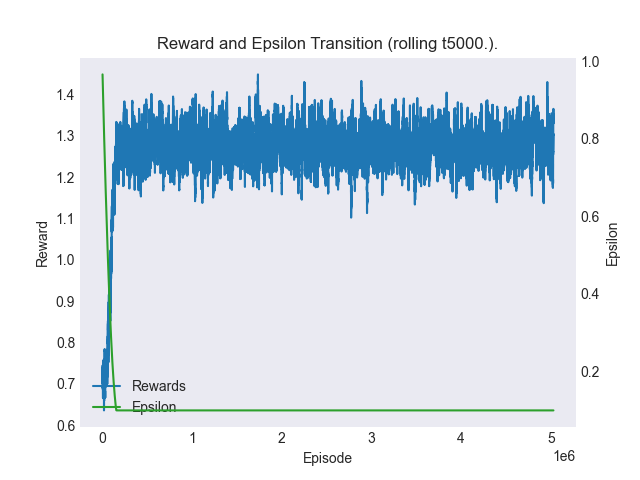 Reward and Epsilon Transition (rolling t5000.).
1.4
1.3
1.2
1.1
1.0
0.9
0.8
0.7
0.6
Reward
1.0
0.8
0.6
0.4
0.2
Epsilon
Rewards
Epsilon
0
1
2
3
4
5
1e6
Episode